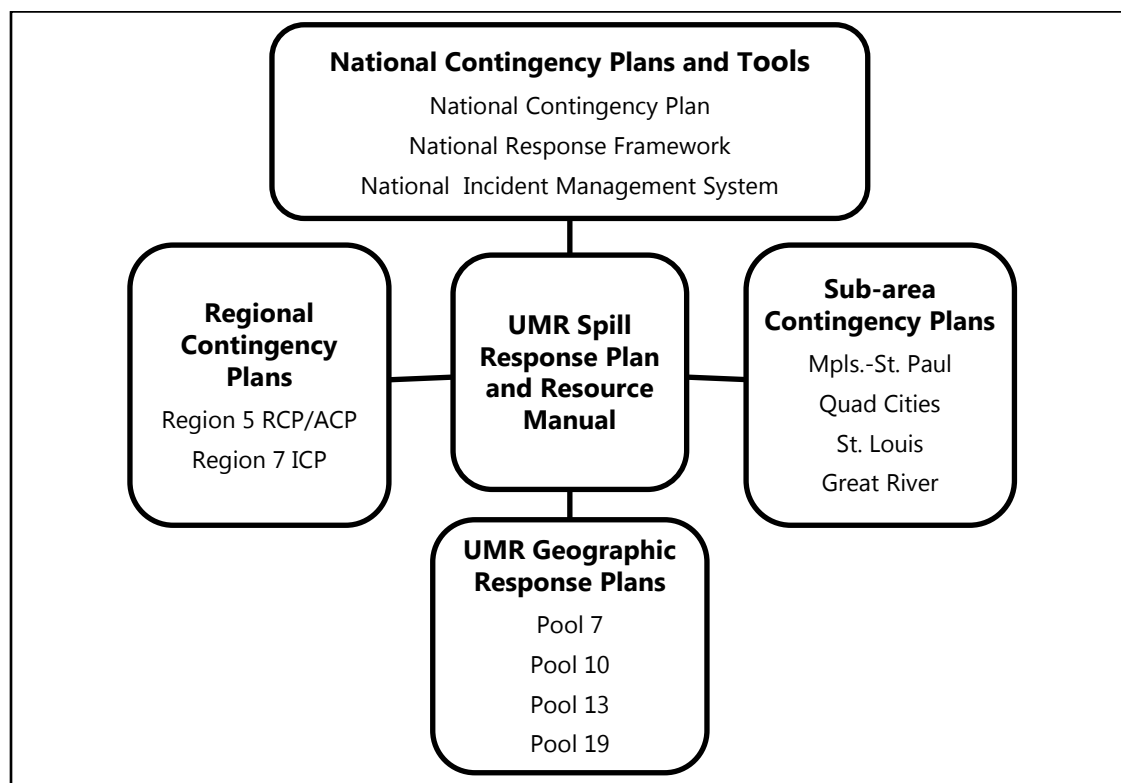 National Contingency Plans and Tools
National Contingency Plan
National Response Framework
National  Incident Management System
Regional
Contingency
Plans
Region 5 RCP/ACP
Region 7 ICP
UMR Spill
Response Plan
and Resource
Manual
Sub-area
Contingency Plans
Mpls.-St. Paul
Quad Cities
St. Louis
Great River
UMR Geographic
Response Plans
Pool 7
Pool 10
Pool 13
Pool 19